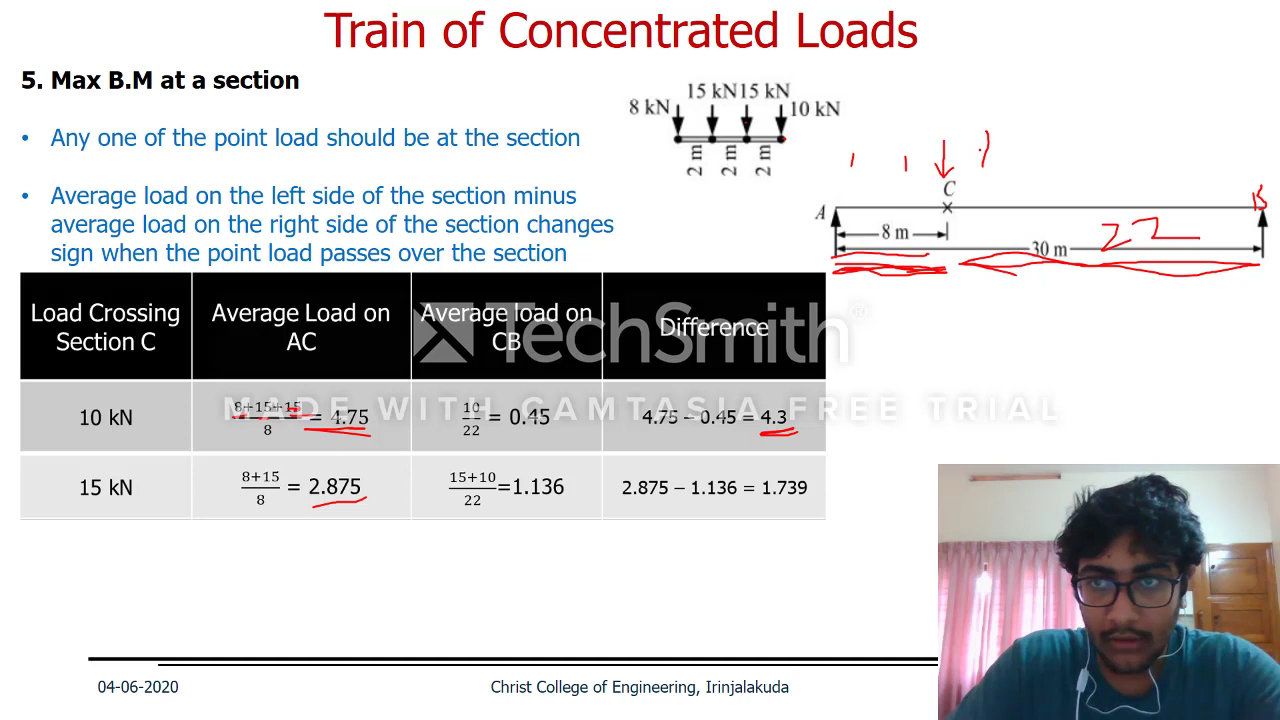 Train of Concentrated Loads
5. Max B.M at a section
• Any one of the point load should be at the section
• Average load on the left side of the section minus
average load on the right side of the section changes
sign when the point load passes over the section
8 kN 15 kN 15 kN 10 kN
2 m 2 m 2 m
A C B
8 m
30 m
22
Load Crossing Section C | Average Load on AC | Average load on CB | Difference
10 kN | (8+15+15)/8 = 4.75 | 10/22 = 0.45 | 4.75 − 0.45 = 4.3
15 kN | (8+15)/8 = 2.875 | (15+10)/22 =1.136 | 2.875 − 1.136 = 1.739
TechSmith
MADE WITH CAMTASIA FREE TRIAL
04-06-2020 Christ College of Engineering, Irinjalakuda